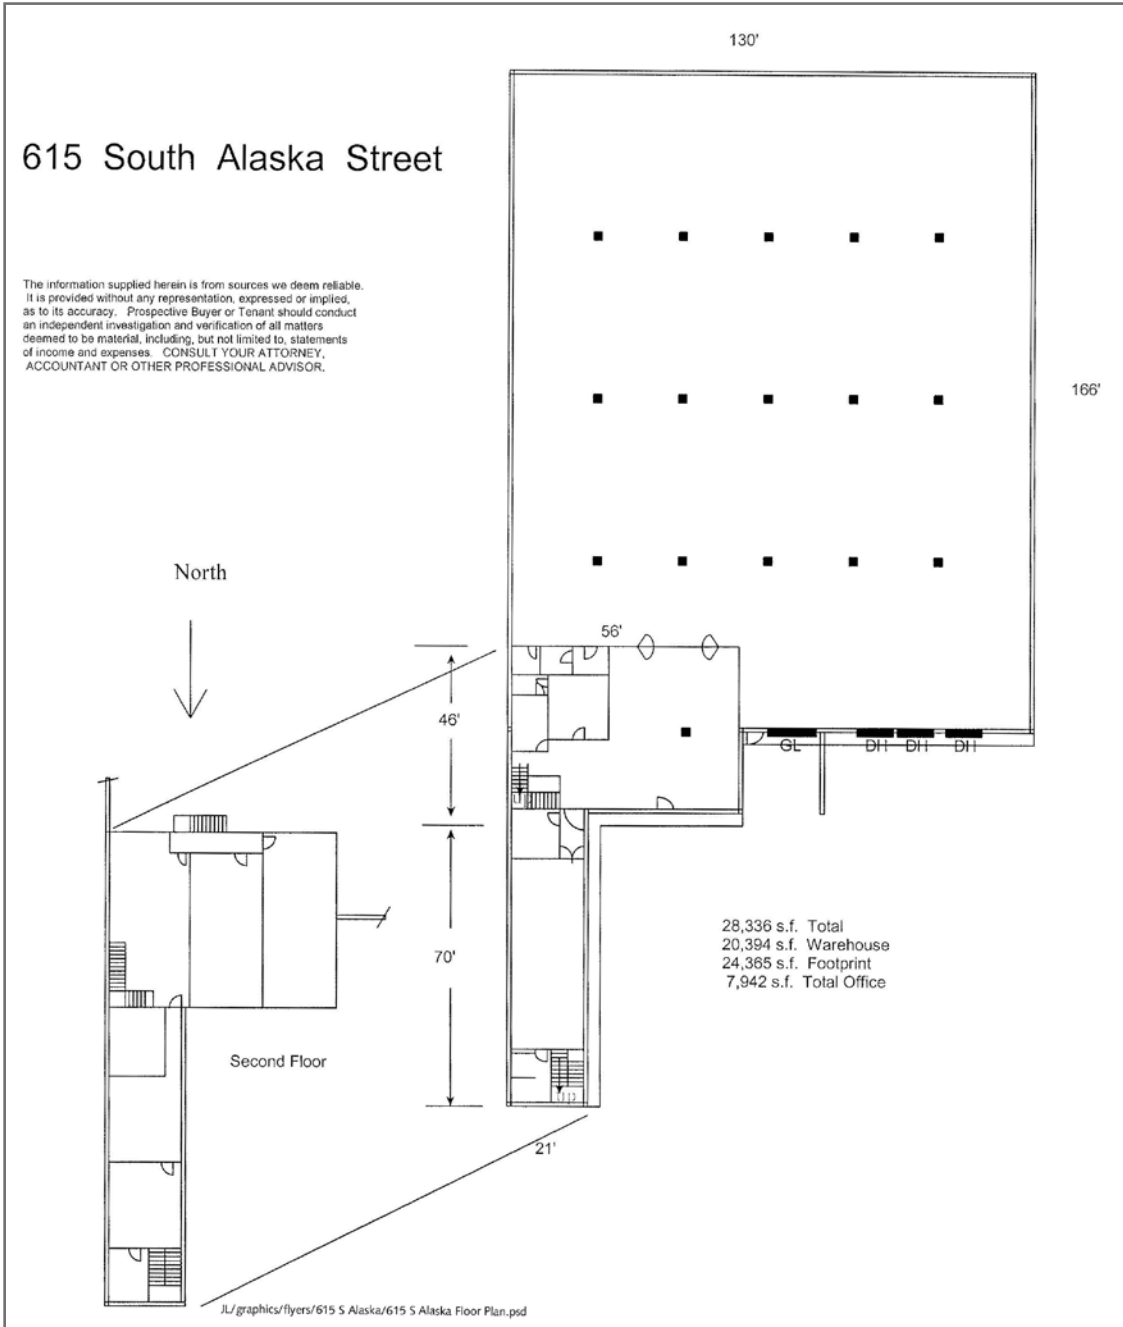 130'
615 South Alaska Street
The information supplied herein is from sources we deem reliable.
It is provided without any representation, expressed or implied,
as to its accuracy. Prospective Buyer or Tenant should conduct
an independent investigation and verification of all matters
deemed to be material, including, but not limited to, statements
of income and expenses. CONSULT YOUR ATTORNEY,
ACCOUNTANT OR OTHER PROFESSIONAL ADVISOR.
166'
North
56'
46'
GL
DH DH DH
70'
28,336 s.f. Total
20,394 s.f. Warehouse
24,365 s.f. Footprint
7,942 s.f. Total Office
Second Floor
21'
JL/graphics/flyers/615 S Alaska/615 S Alaska Floor Plan.psd